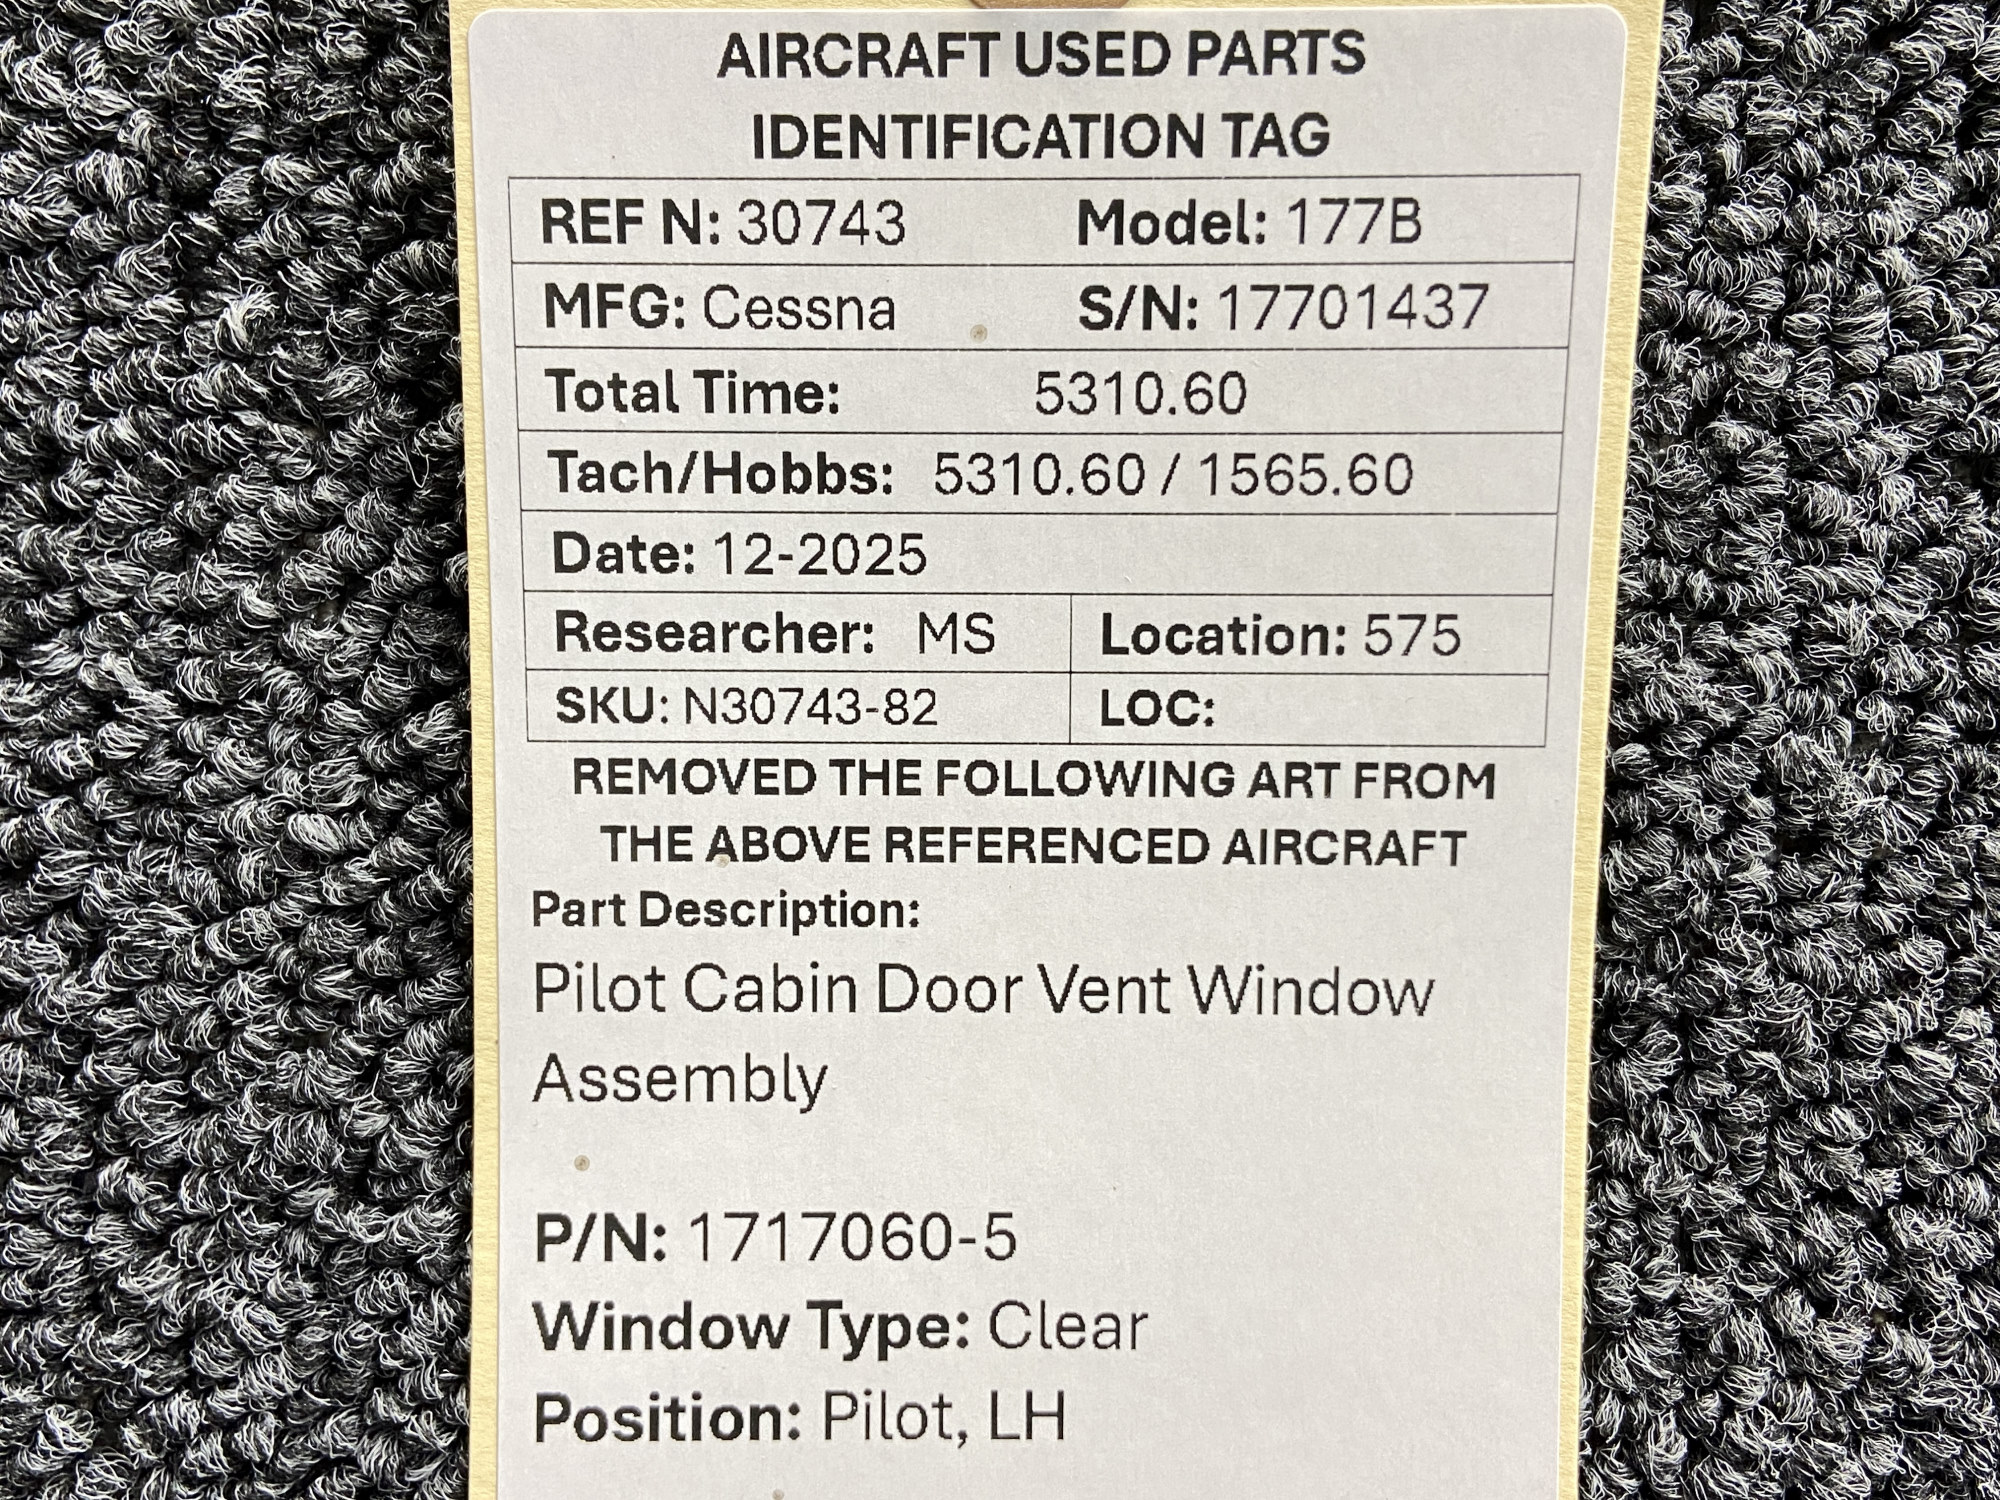 AIRCRAFT USED PARTS
IDENTIFICATION TAG
REF N: 30743 Model: 177B
MFG: Cessna S/N: 17701437
Total Time: 5310.60
Tach/Hobbs: 5310.60 / 1565.60
Date: 12-2025
Researcher: MS Location: 575
SKU: N30743-82 LOC:
REMOVED THE FOLLOWING ART FROM
THE ABOVE REFERENCED AIRCRAFT
Part Description:
Pilot Cabin Door Vent Window
Assembly
P/N: 1717060-5
Window Type: Clear
Position: Pilot, LH